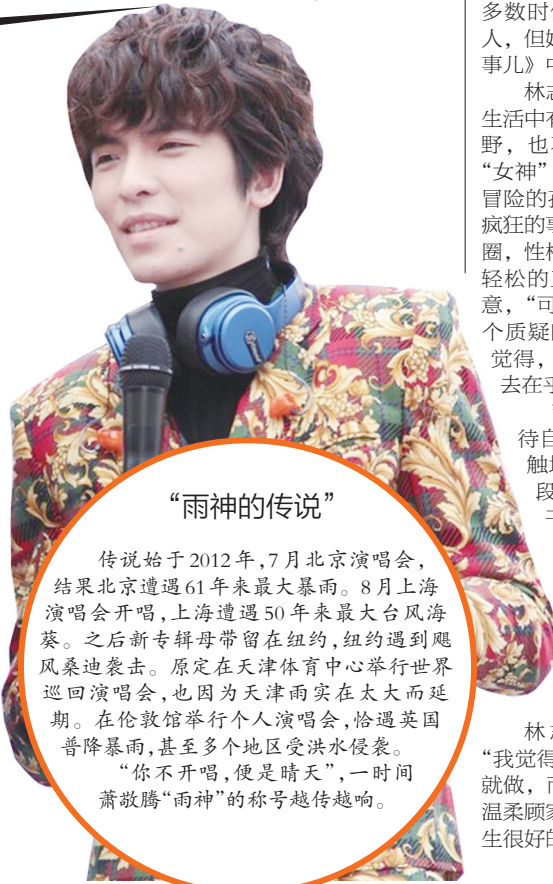 多数时
人，但
事儿》中
林志
生活中有
野，也
“女神”
冒险的
疯狂的事
圈，性
轻松的
意，“可
个质疑
觉得，
去在乎
待自
触
段
“雨神的传说”
传说始于2012年，7月北京演唱会，
结果北京遭遇61年来最大暴雨。8月上海
演唱会开唱，上海遭遇50年来最大台风海
葵。之后新专辑母带留在纽约，纽约遇到飓
风桑迪袭击。原定在天津体育中心举行世界
巡回演唱会，也因为天津雨实在太大而延
期。在伦敦馆举行个人演唱会，恰遇英国
普降暴雨，甚至多个地区受洪水侵袭。
“你不开唱，便是晴天”，一时间
萧敬腾“雨神”的称号越传越响。
林志
“我觉得
就做，而
温柔顾家
生很好的